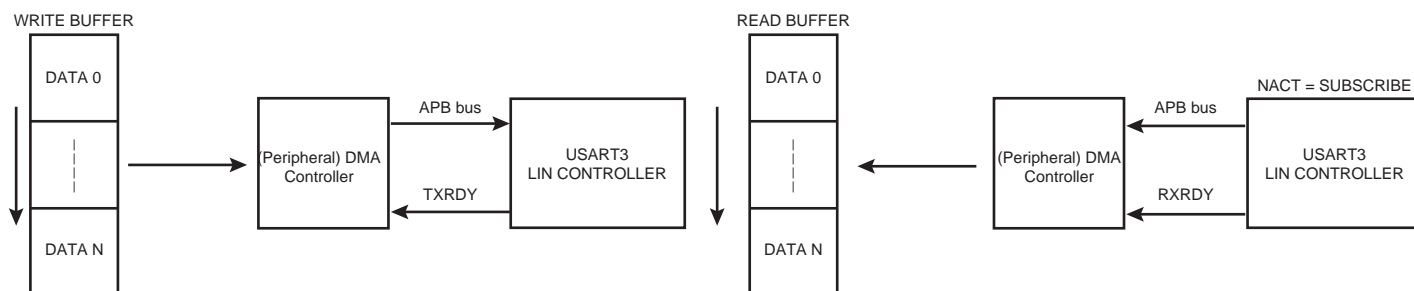 WRITE BUFFER
DATA 0
DATA N
(Peripheral) DMA
Controller
APB bus
TXRDY
USART3
LIN CONTROLLER
READ BUFFER
DATA 0
DATA N
(Peripheral) DMA
Controller
APB bus
RXRDY
NACT = SUBSCRIBE
USART3
LIN CONTROLLER